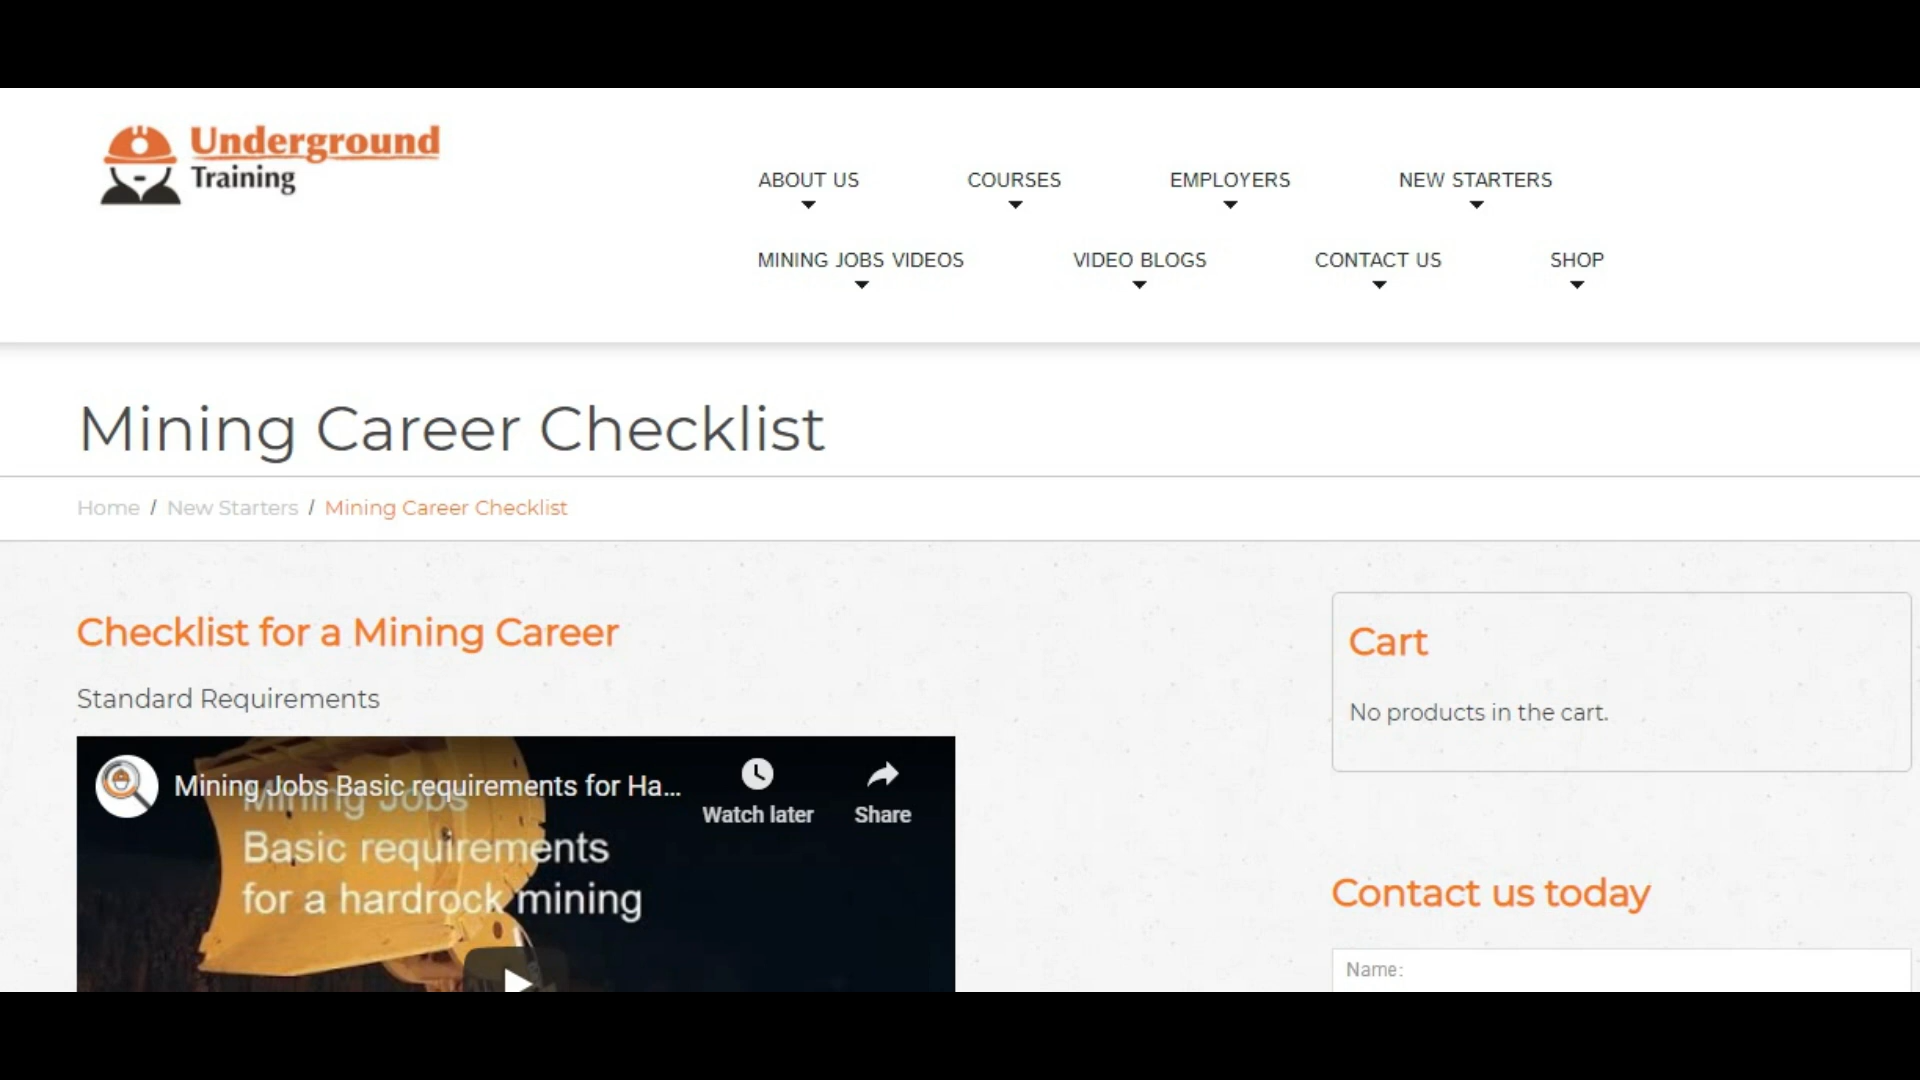 Underground
Training
ABOUT US COURSES EMPLOYERS NEW STARTERS
MINING JOBS VIDEOS VIDEO BLOGS CONTACT US SHOP
Mining Career Checklist
Home / New Starters / Mining Career Checklist
Checklist for a Mining Career
Standard Requirements
Mining Jobs Basic requirements for Ha...
Watch later
Share
Mining Jobs
Basic requirements
for a hardrock mining
Cart
No products in the cart.
Contact us today
Name: